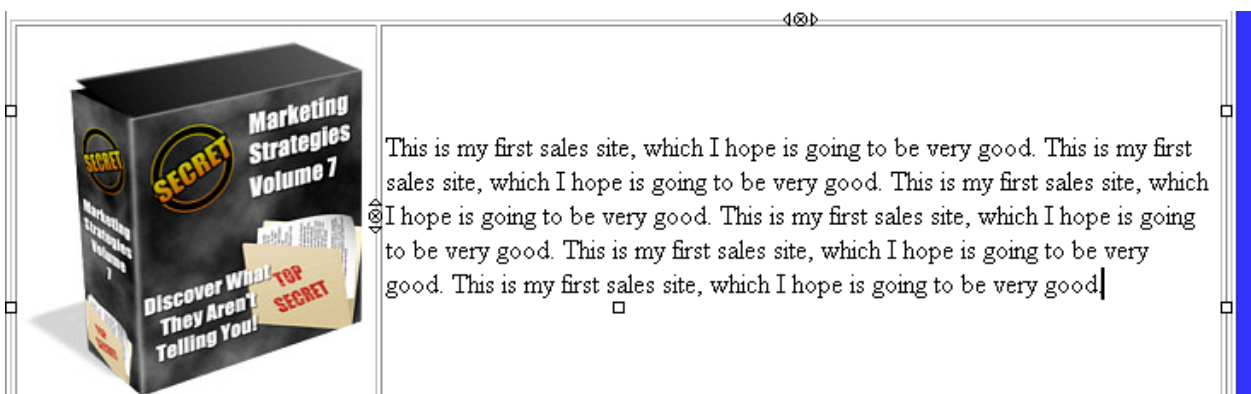 SECRET
Marketing
Strategies
Volume 7
SECRET
Marketing
Strategies
Volume
7
Discover What
They Aren't
Telling You!
TOP
SECRET
TOP
SECRET
This is my first sales site, which I hope is going to be very good. This is my first
sales site, which I hope is going to be very good. This is my first sales site, which
I hope is going to be very good. This is my first sales site, which I hope is going
to be very good. This is my first sales site, which I hope is going to be very
good. This is my first sales site, which I hope is going to be very good.